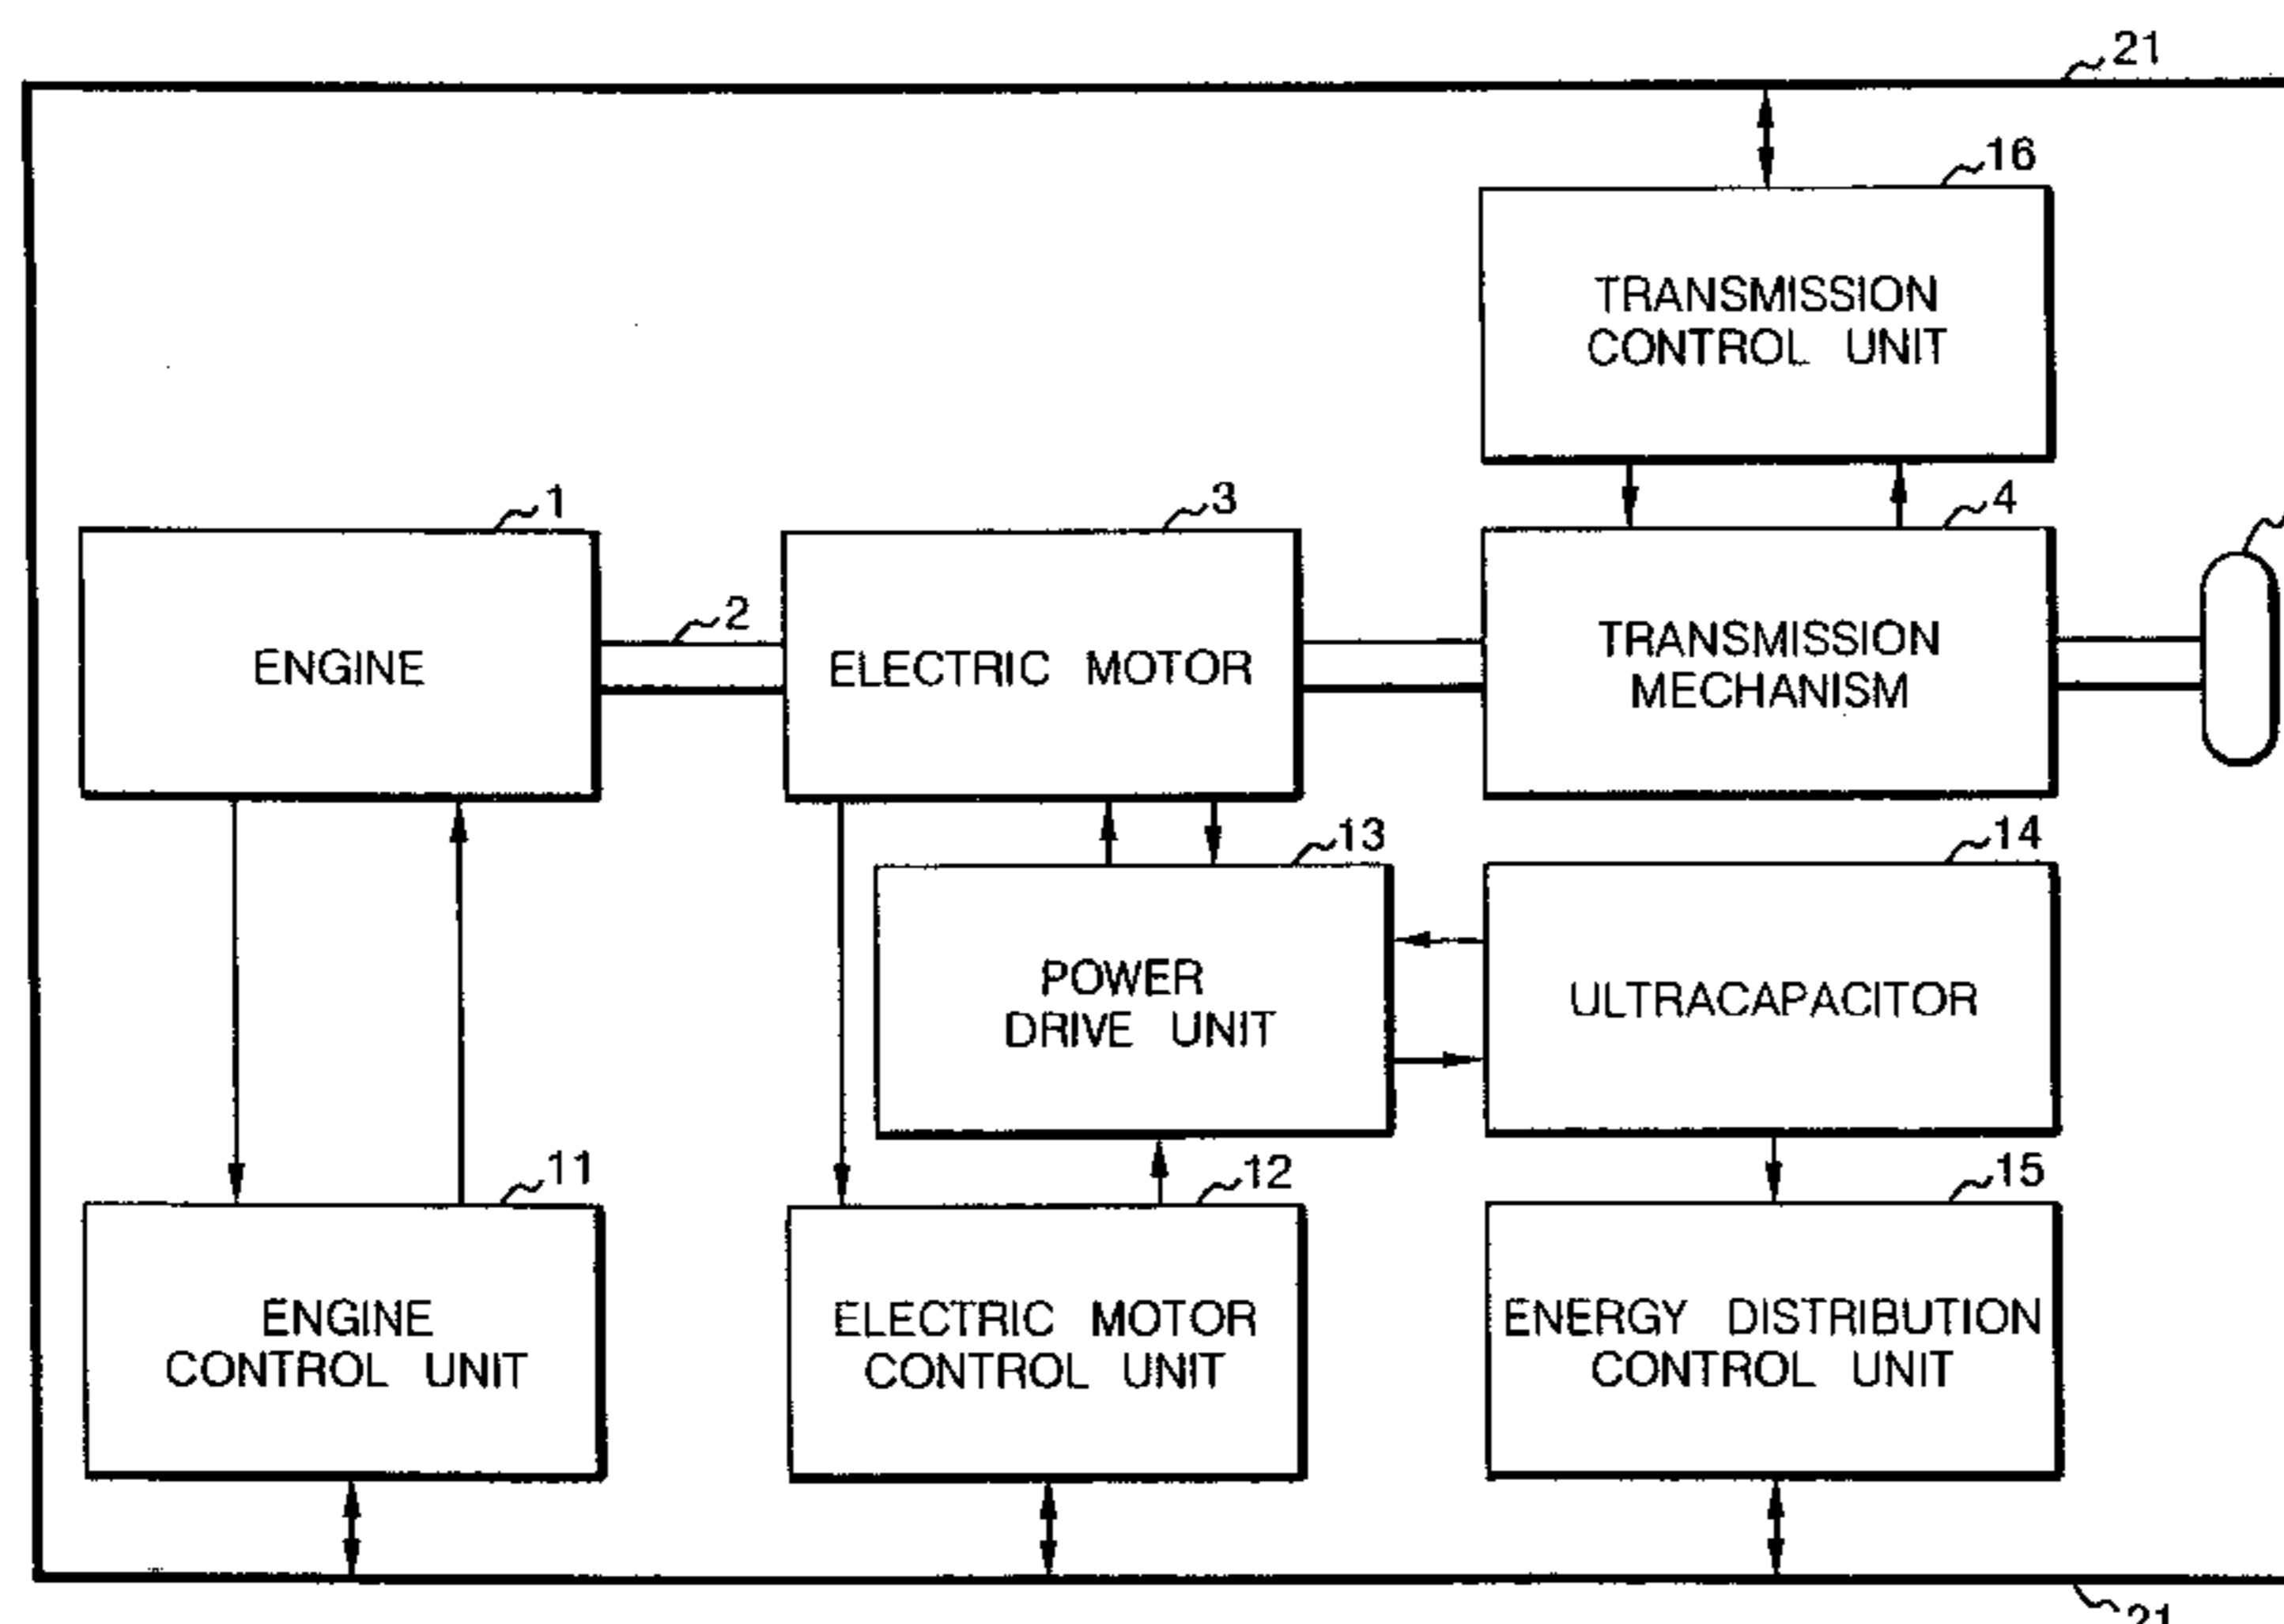 21
16
TRANSMISSION
CONTROL UNIT
1
3
4
2
ENGINE
ELECTRIC MOTOR
TRANSMISSION
MECHANISM
13
14
POWER
DRIVE UNIT
ULTRACAPACITOR
11
12
15
ENGINE
CONTROL UNIT
ELECTRIC MOTOR
CONTROL UNIT
ENERGY DISTRIBUTION
CONTROL UNIT
21